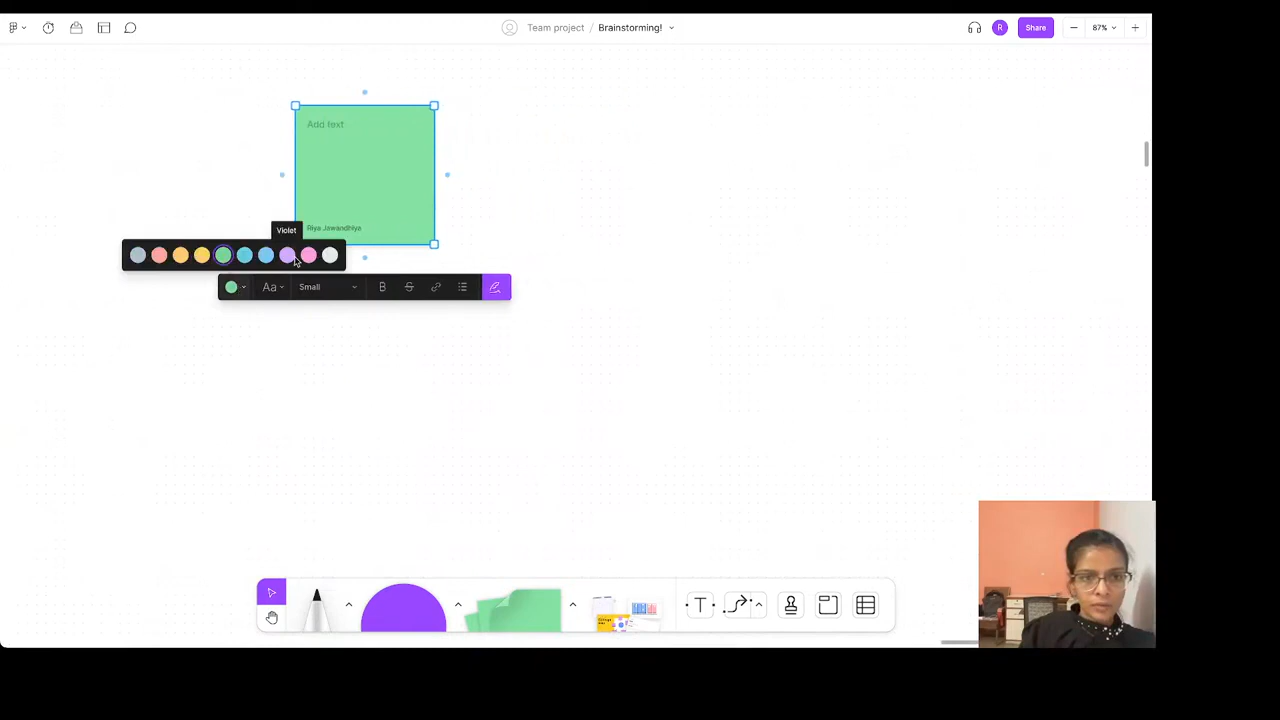 Team project / Brainstorming!
R
Share
87%
Add text
Violet
Riya Jawandhiya
Aa
Small
B
S
T